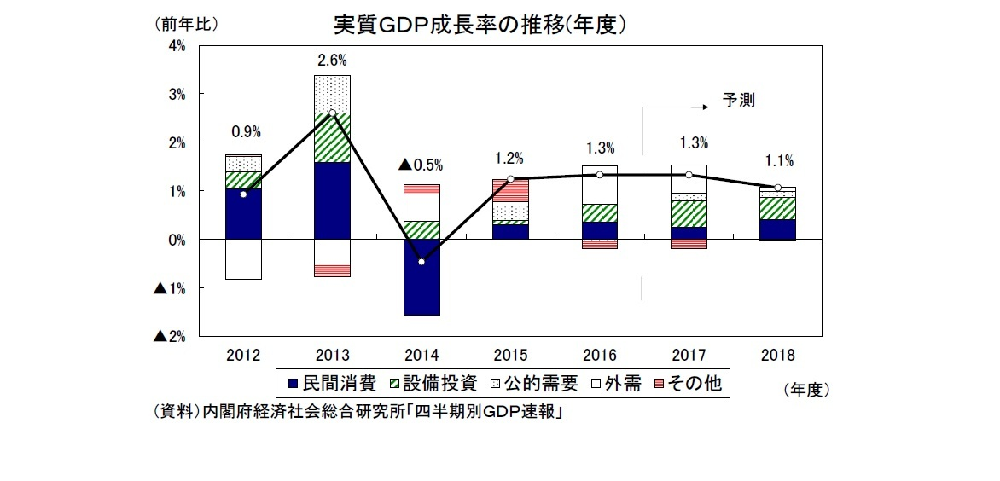 実質GDP成長率の推移(年度)
(前年比)
4%
3%
2%
1%
0%
▲1%
▲2%
0.9%
2.6%
▲0.5%
1.2%
1.3%
1.3%
1.1%
予測
2012 2013 2014 2015 2016 2017 2018
民間消費 設備投資 公的需要 外需 その他
(年度)
(資料)内閣府経済社会総合研究所「四半期別GDP速報」